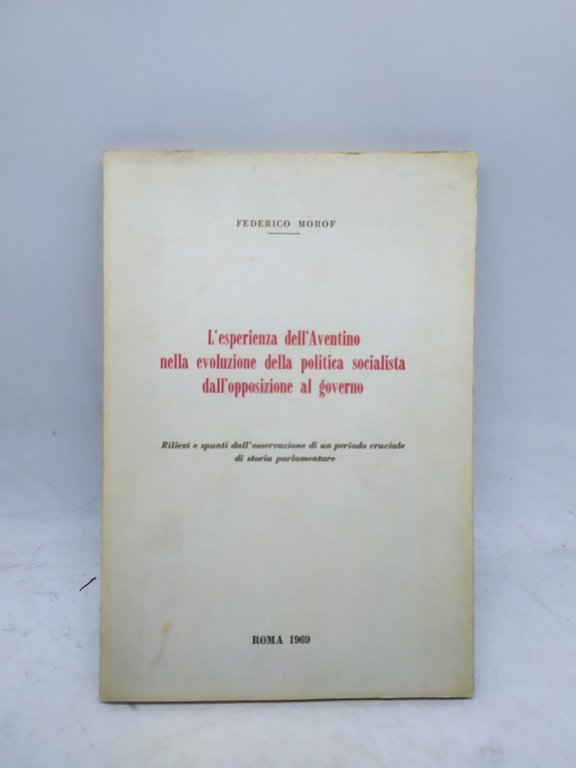 FEDERICO MOROF
L'esperienza dell'Aventino
nella evoluzione della politica socialista
dall'opposizione al governo
Rilievi e spunti dall'osservazione di un periodo cruciale
di storia parlamentare
ROMA 1969